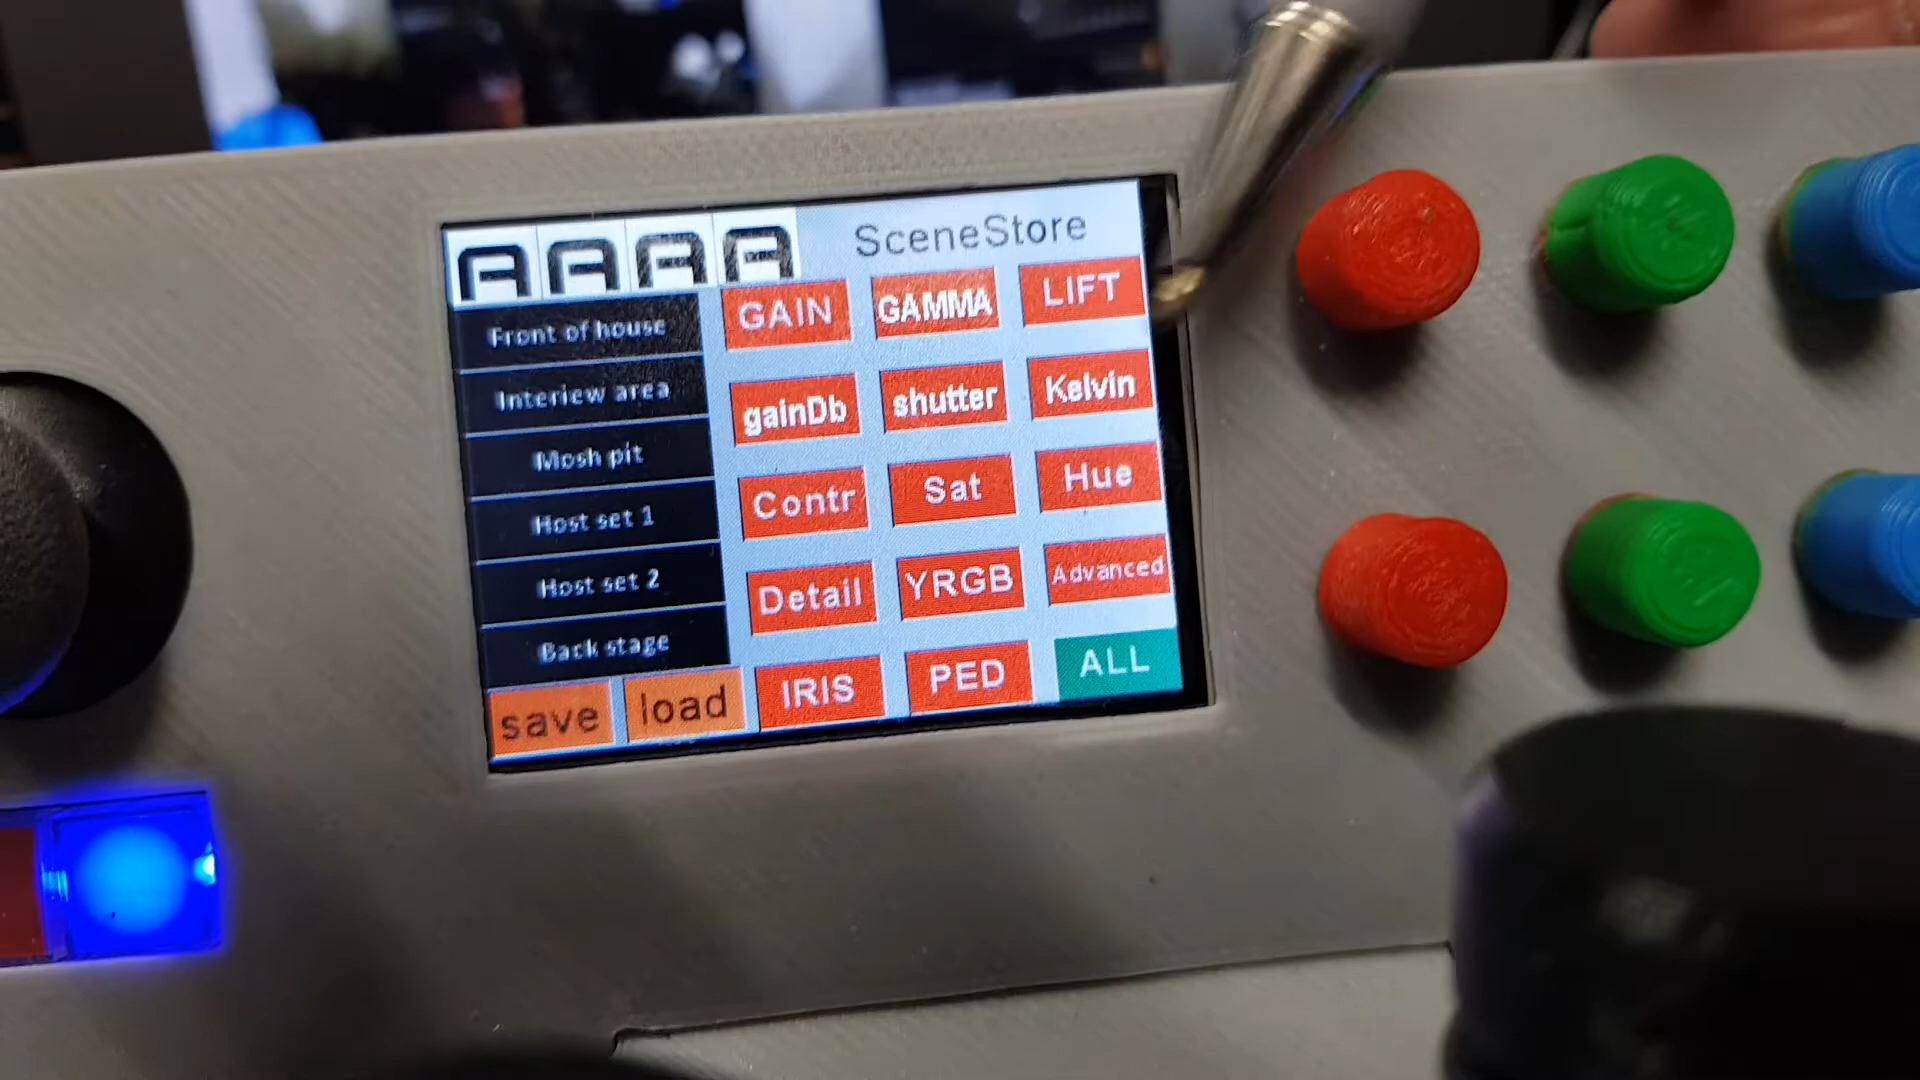 A A A A SceneStore
Front of house
Interiew area
Mosh pit
Host set 1
Host set 2
Back stage
save load
GAIN GAMMA LIFT
gainDb shutter Kelvin
Contr Sat Hue
Detail YRGB Advanced
IRIS PED ALL